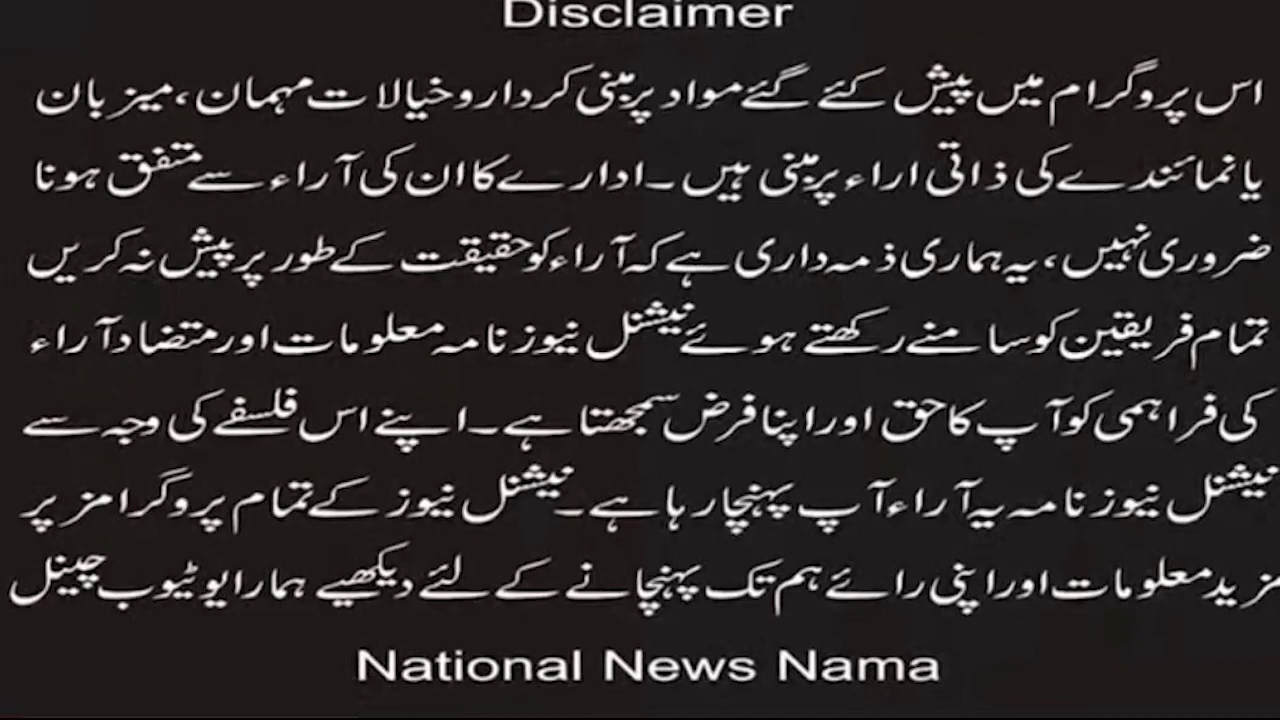 Disclaimer
اس پروگرام میں پیش کئے گئے مواد پر مبنی کردار و خیالات مہمان، میزبان
یا نمائندے کی ذاتی اراء پر مبنی ہیں۔ ادارے کا ان کی آراء سے متفق ہونا
ضروری نہیں، یہ ہماری ذمہ داری ہے کہ آراء کو حقیقت کے طور پر پیش نہ کریں
تمام فریقین کو سامنے رکھتے ہوئے نیشنل نیوز نامہ معلومات اور متضاد آراء
کی فراہمی کو آپ کا حق اور اپنا فرض سمجھتا ہے۔ اپنے اس فلسفے کی وجہ سے
نیشنل نیوز نامہ یہ آراء آپ پہنچا رہا ہے۔ نیشنل نیوز کے تمام پروگرامز پر
مزید معلومات اور اپنی رائے ہم تک پہنچانے کے لئے دیکھیے ہمارا یوٹیوب چینل
National News Nama